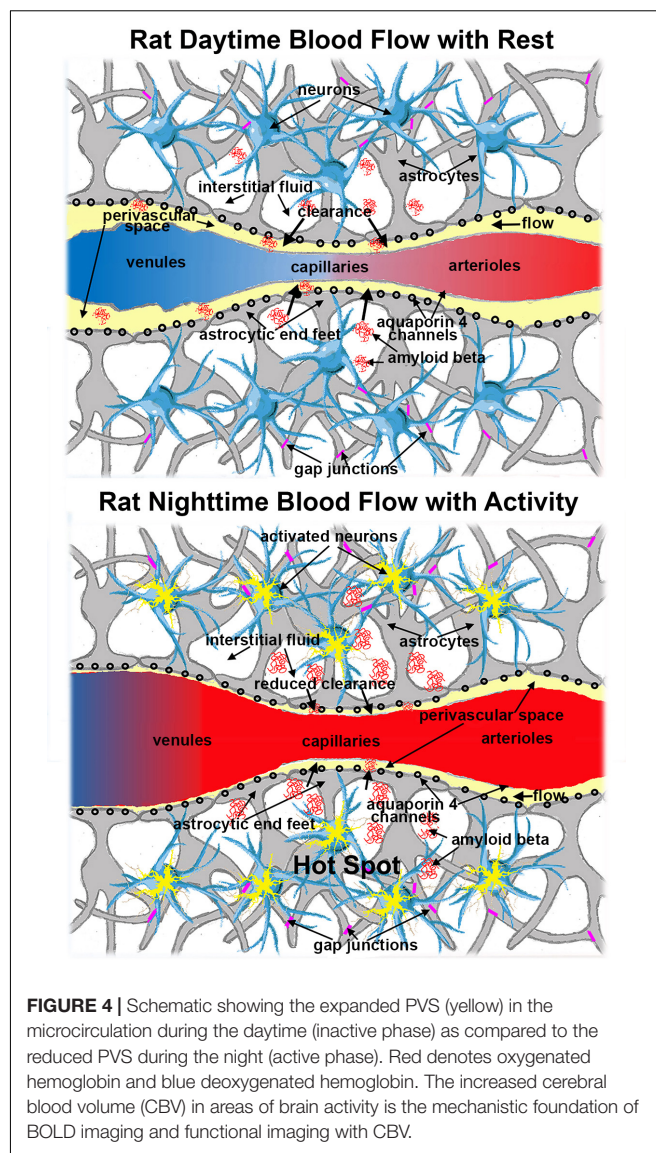 Rat Daytime Blood Flow with Rest
neurons
astrocytes
interstitial fluid
clearance
perivascular
space
flow
venules
capillaries
arterioles
astrocytic end feet
aquaporin 4
channels
amyloid beta
gap junctions
Rat Nighttime Blood Flow with Activity
activated neurons
interstitial fluid
astrocytes
reduced clearance
perivascular space
venules
capillaries
arterioles
flow
astrocytic end feet
aquaporin 4
channels
amyloid beta
Hot Spot
gap junctions
FIGURE 4 | Schematic showing the expanded PVS (yellow) in the
microcirculation during the daytime (inactive phase) as compared to the
reduced PVS during the night (active phase). Red denotes oxygenated
hemoglobin and blue deoxygenated hemoglobin. The increased cerebral
blood volume (CBV) in areas of brain activity is the mechanistic foundation of
BOLD imaging and functional imaging with CBV.